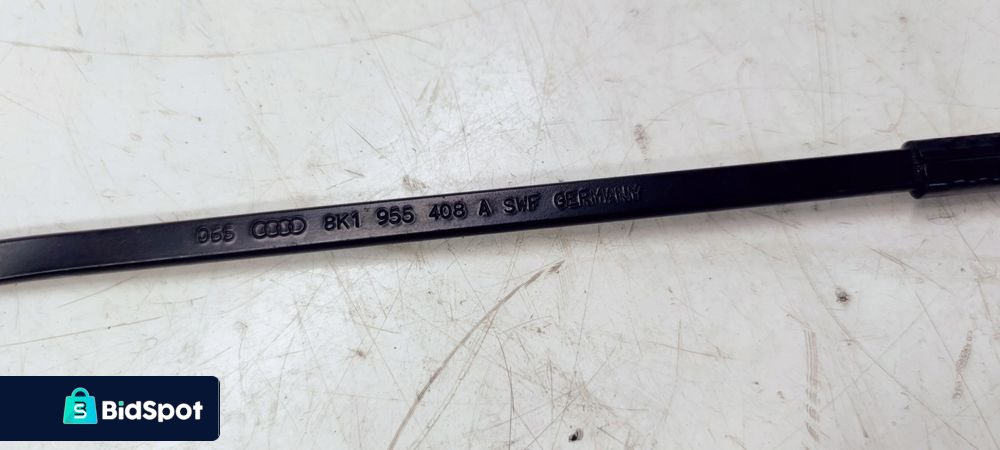 065 8K1 955 408 A SWF GERMANY
BidSpot